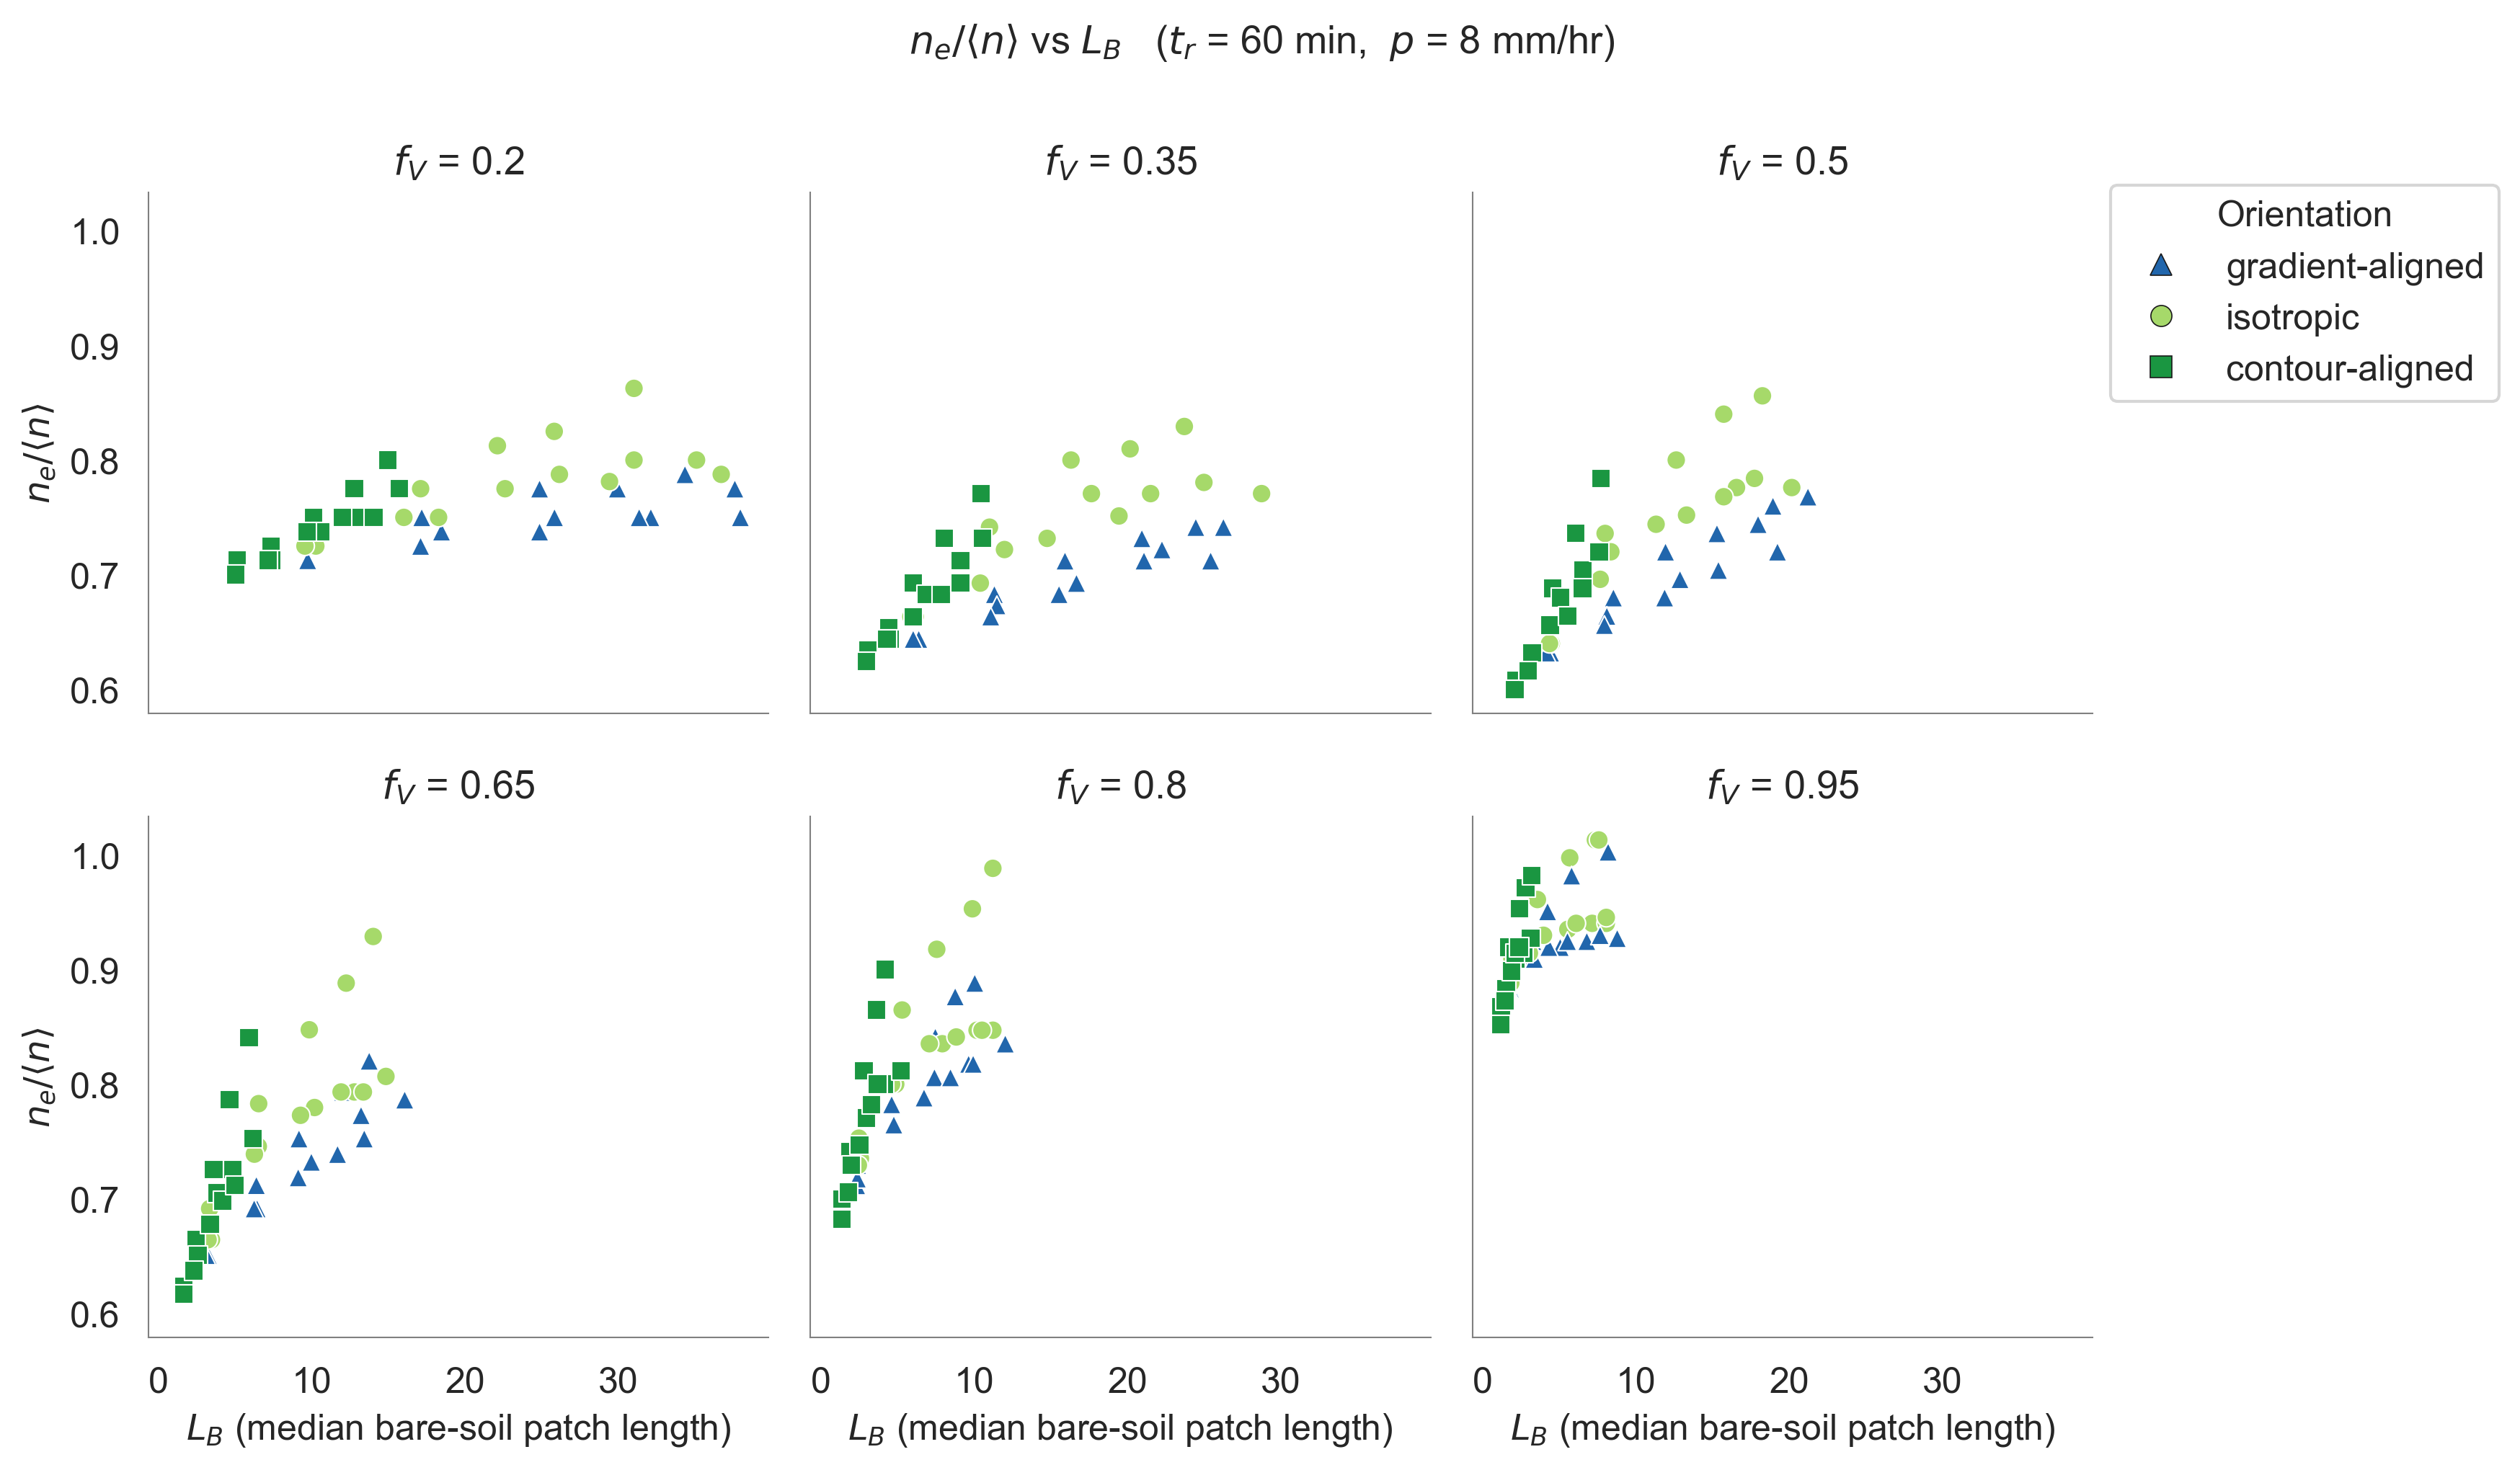 nₑ/⟨n⟩ vs L_B (tᵣ = 60 min, p = 8 mm/hr)
f_V = 0.2
f_V = 0.35
f_V = 0.5
Orientation
gradient-aligned
isotropic
contour-aligned
nₑ/⟨n⟩
1.0
0.9
0.8
0.7
0.6
f_V = 0.65
f_V = 0.8
f_V = 0.95
nₑ/⟨n⟩
1.0
0.9
0.8
0.7
0.6
0 10 20 30
0 10 20 30
0 10 20 30
L_B (median bare-soil patch length)
L_B (median bare-soil patch length)
L_B (median bare-soil patch length)